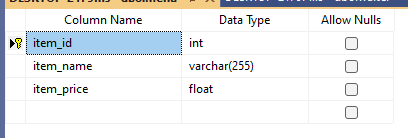 Column Name Data Type Allow Nulls
item_id int
item_name varchar(255)
item_price float